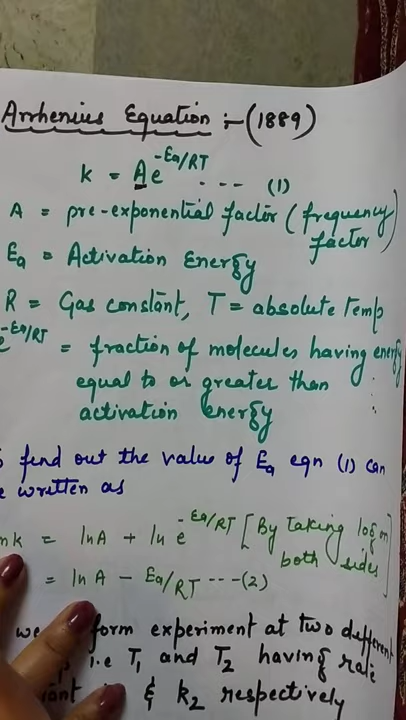 Arrhenius Equation :- (1889)
k = Ae^-Ea/RT ---- (1)
A = pre-exponential factor (frequency factor)
Ea = Activation Energy
R = Gas constant, T = absolute temp
e^-Ea/RT = fraction of molecules having energy
equal to or greater than
activation energy
find out the value of Ea eqn (1) can
written as
lnk = lnA + ln e^-Ea/RT [By taking log on both sides]
= ln A - Ea/RT ----(2)
we form experiment at two different
i.e T1 and T2 having rate
& k2 respectively